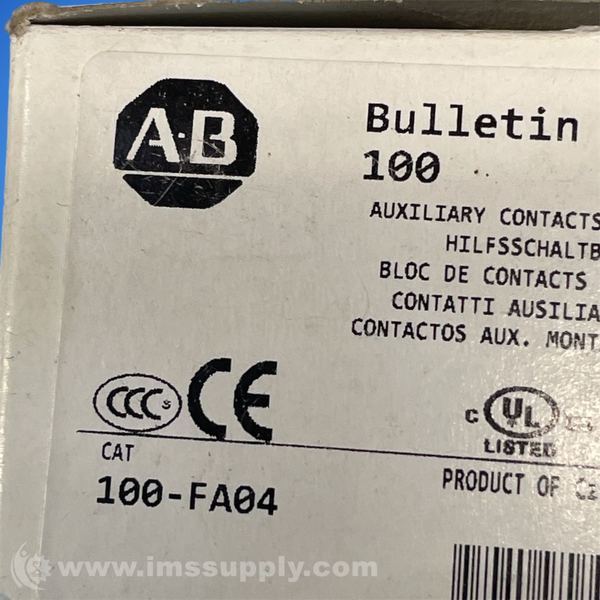 A-B
Bulletin
100
AUXILIARY CONTACTS
HILFSSCHALTB
BLOC DE CONTACTS
CONTATTI AUSILIA
CONTACTOS AUX. MONT
CCC S
CE
C UL
LISTED
CAT
100-FA04
PRODUCT OF Cz
www.imssupply.com